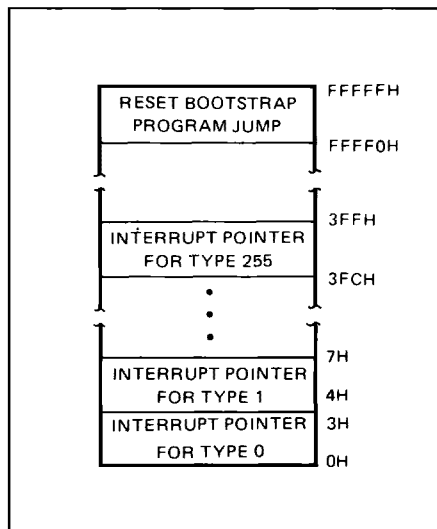 RESET BOOTSTRAP
PROGRAM JUMP
FFFFFH
FFFF0H
3FFH
INTERRUPT POINTER
FOR TYPE 255
3FCH
7H
INTERRUPT POINTER
FOR TYPE 1
4H
INTERRUPT POINTER
FOR TYPE 0
3H
0H